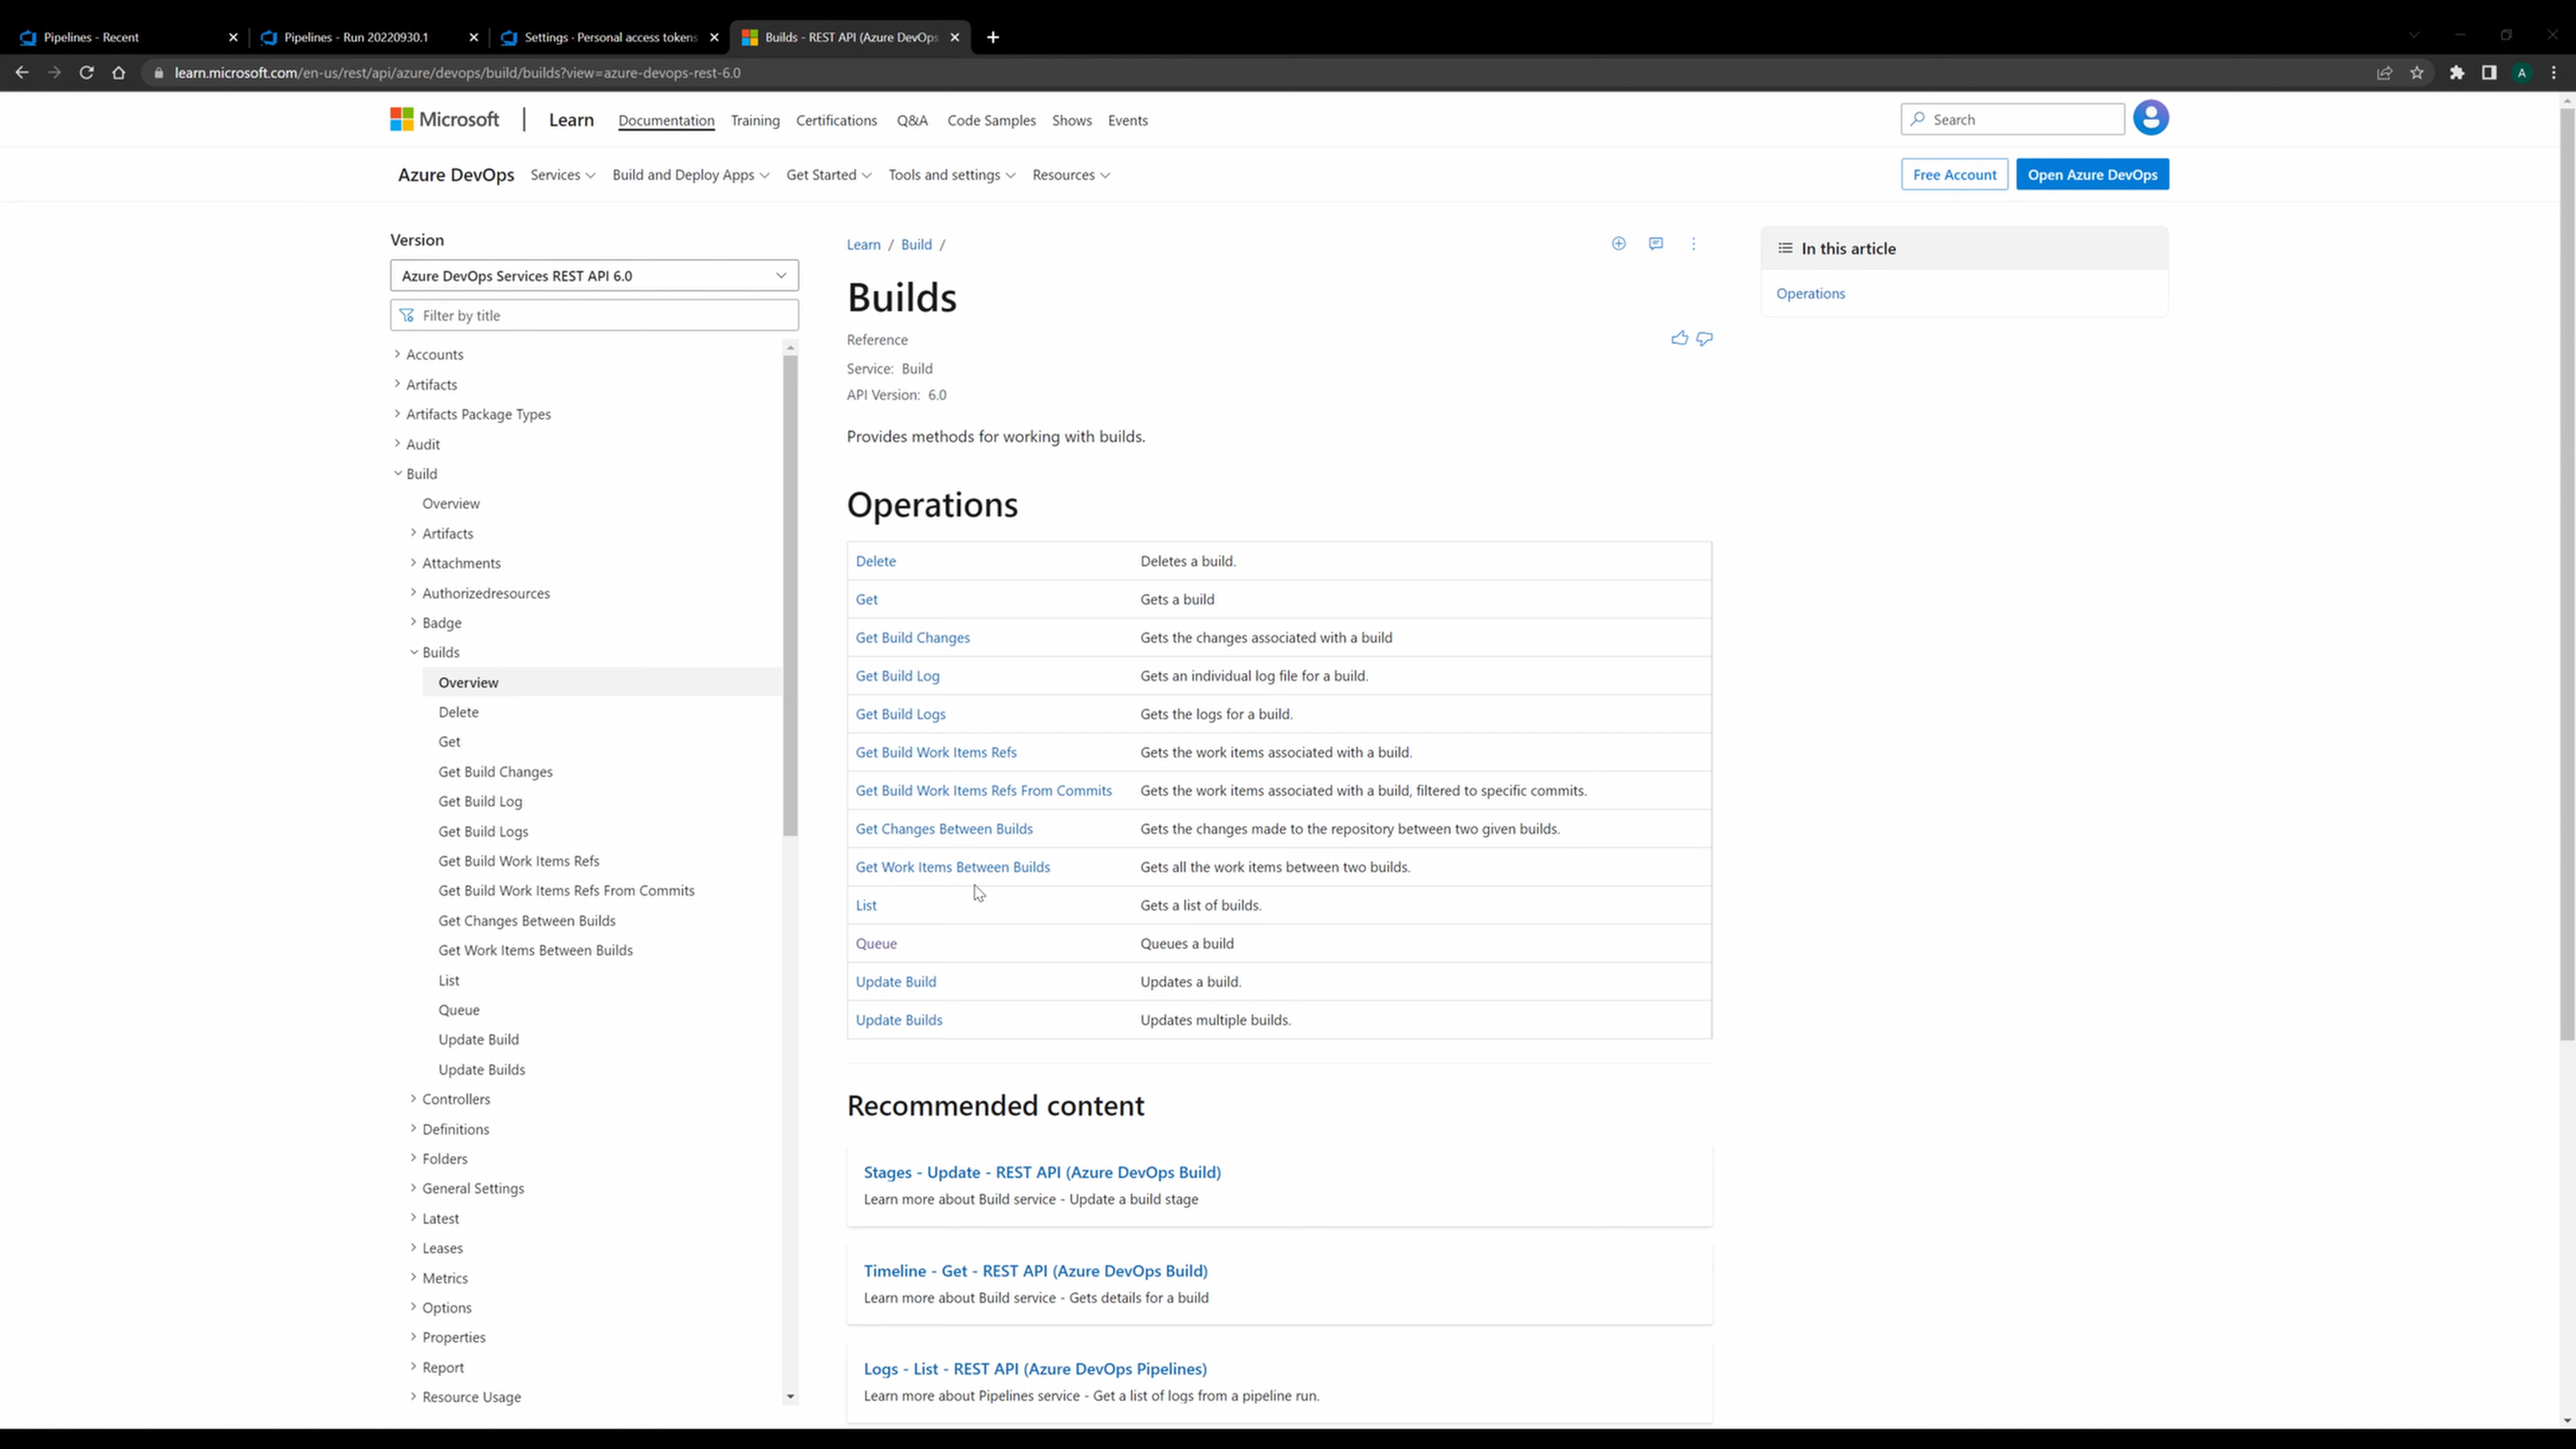 Pipelines - Recent
Pipelines - Run 20220930.1
Settings · Personal access tokens
Builds - REST API (Azure DevOps
learn.microsoft.com/en-us/rest/api/azure/devops/build/builds?view=azure-devops-rest-6.0
A
Microsoft
Learn
Documentation
Training
Certifications
Q&A
Code Samples
Shows
Events
Search
Azure DevOps
Services
Build and Deploy Apps
Get Started
Tools and settings
Resources
Free Account
Open Azure DevOps
Version
Azure DevOps Services REST API 6.0
Filter by title
Accounts
Artifacts
Artifacts Package Types
Audit
Build
Overview
Artifacts
Attachments
Authorizedresources
Badge
Builds
Overview
Delete
Get
Get Build Changes
Get Build Log
Get Build Logs
Get Build Work Items Refs
Get Build Work Items Refs From Commits
Get Changes Between Builds
Get Work Items Between Builds
List
Queue
Update Build
Update Builds
Controllers
Definitions
Folders
General Settings
Latest
Leases
Metrics
Options
Properties
Report
Resource Usage
Learn / Build /
Builds
Reference
Service: Build
API Version: 6.0
Provides methods for working with builds.
Operations
Delete Deletes a build.
Get Gets a build
Get Build Changes Gets the changes associated with a build
Get Build Log Gets an individual log file for a build.
Get Build Logs Gets the logs for a build.
Get Build Work Items Refs Gets the work items associated with a build.
Get Build Work Items Refs From Commits Gets the work items associated with a build, filtered to specific commits.
Get Changes Between Builds Gets the changes made to the repository between two given builds.
Get Work Items Between Builds Gets all the work items between two builds.
List Gets a list of builds.
Queue Queues a build
Update Build Updates a build.
Update Builds Updates multiple builds.
Recommended content
Stages - Update - REST API (Azure DevOps Build)
Learn more about Build service - Update a build stage
Timeline - Get - REST API (Azure DevOps Build)
Learn more about Build service - Gets details for a build
Logs - List - REST API (Azure DevOps Pipelines)
Learn more about Pipelines service - Get a list of logs from a pipeline run.
In this article
Operations